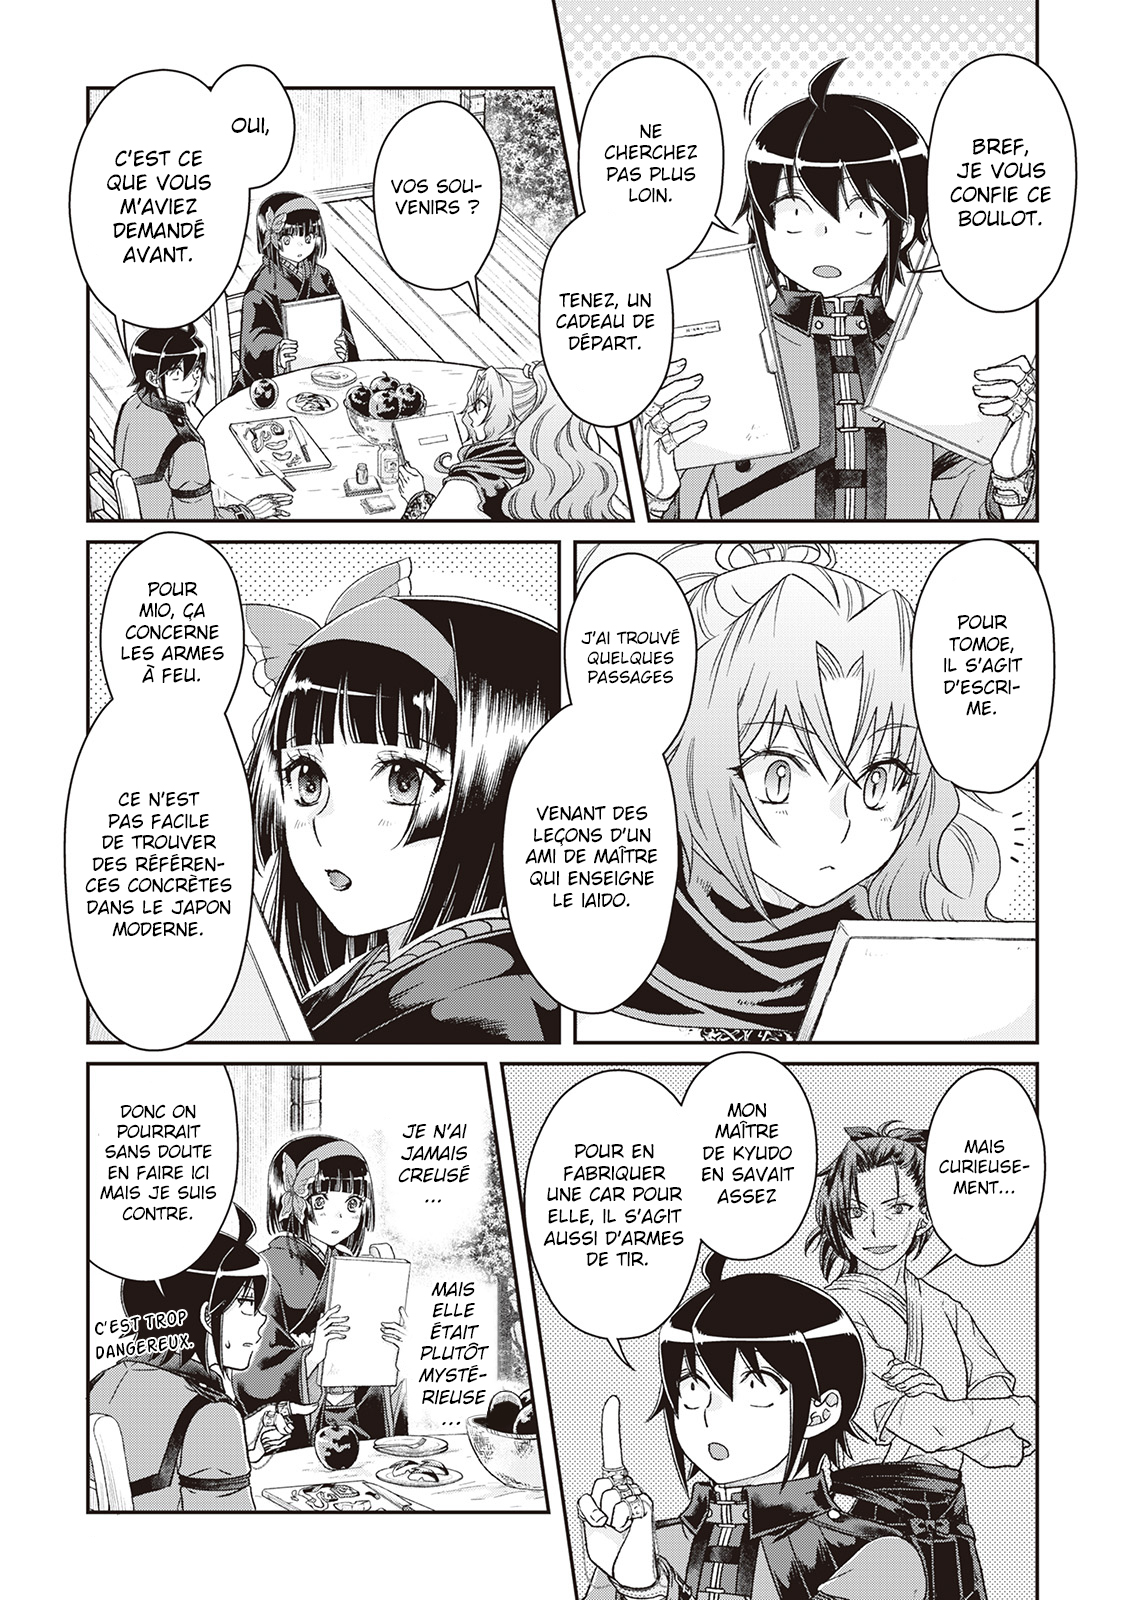 BREF,
JE VOUS
CONFIE CE
BOULOT.
NE
CHERCHEZ
PAS PLUS
LOIN.
TENEZ, UN
CADEAU DE
DÉPART.
VOS SOU-
VENIRS ?
OUI,
C'EST CE
QUE VOUS
M'AVIEZ
DEMANDÉ
AVANT.
POUR
TOMOE,
IL S'AGIT
D'ESCRI-
ME.
J'AI TROUVÉ
QUELQUES
PASSAGES
VENANT DES
LEÇONS D'UN
AMI DE MAÎTRE
QUI ENSEIGNE
LE IAIDO.
POUR
MIO, ÇA
CONCERNE
LES ARMES
À FEU.
CE N'EST
PAS FACILE
DE TROUVER
DES RÉFÉREN-
CES CONCRÈTES
DANS LE JAPON
MODERNE.
MAIS
CURIEUSE-
MENT...
MON
MAÎTRE
DE KYUDO
EN SAVAIT
ASSEZ
POUR EN
FABRIQUER
UNE CAR POUR
ELLE, IL S'AGIT
AUSSI D'ARMES
DE TIR.
JE N'AI
JAMAIS
CREUSÉ
...
MAIS
ELLE
ÉTAIT
PLUTÔT
MYSTÉ-
RIEUSE
...
DONC ON
POURRAIT
SANS DOUTE
EN FAIRE ICI
MAIS JE SUIS
CONTRE.
C'EST TROP
DANGEREUX.